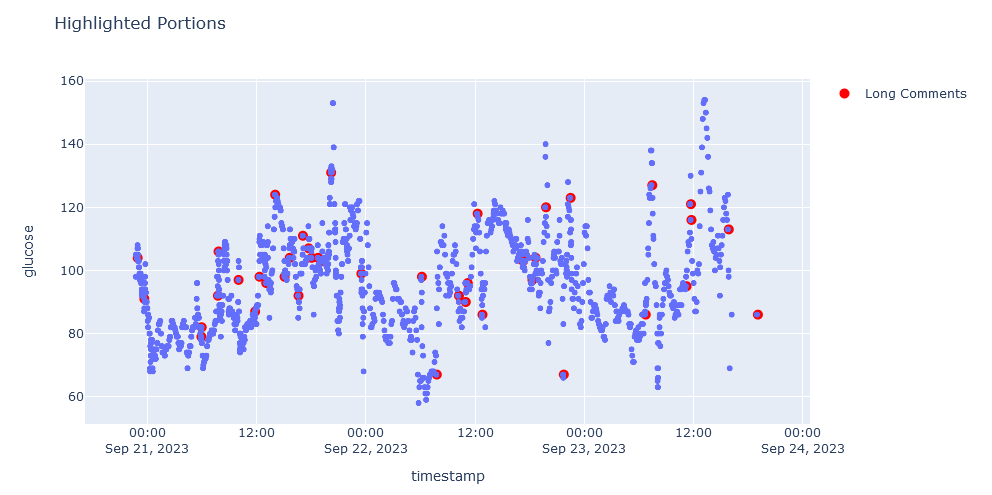 Highlighted Portions
160
140
120
100
80
60
glucose
00:00 12:00 00:00 12:00 00:00 12:00 00:00
Sep 21, 2023 Sep 22, 2023 Sep 23, 2023 Sep 24, 2023
timestamp
Long Comments